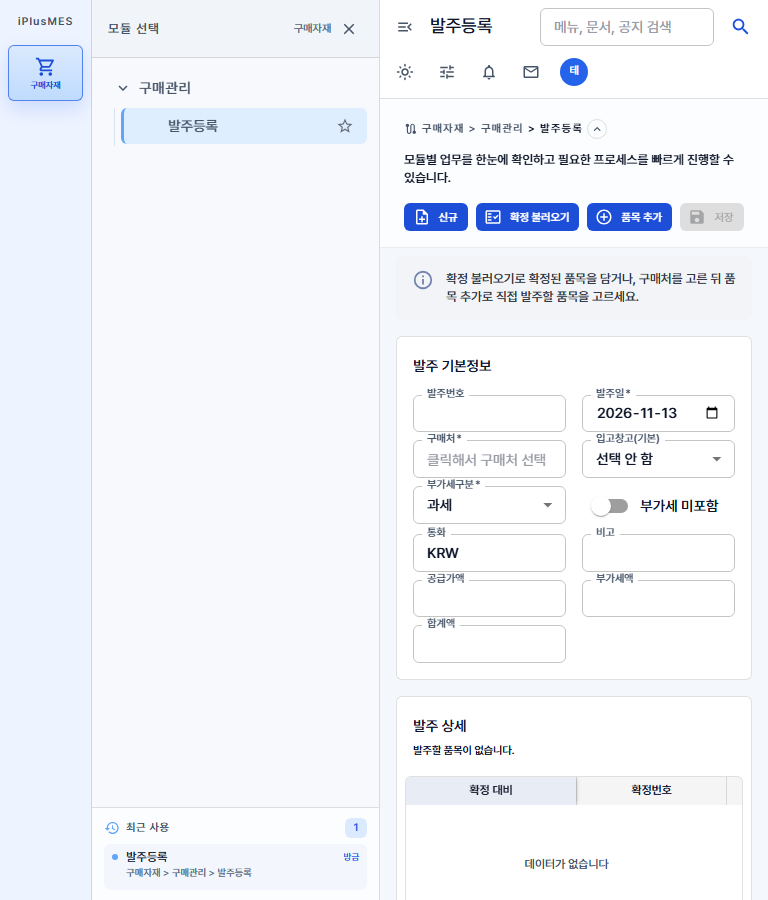 iPlusMES
구매자재
모듈 선택
구매자재
구매관리
발주등록
최근 사용
1
발주등록
방금
구매자재 > 구매관리 > 발주등록
발주등록
메뉴, 문서, 공지 검색
테
구매자재 > 구매관리 > 발주등록
모듈별 업무를 한눈에 확인하고 필요한 프로세스를 빠르게 진행할 수
있습니다.
신규
확정 불러오기
품목 추가
저장
확정 불러오기로 확정된 품목을 담거나, 구매처를 고른 뒤 품
목 추가로 직접 발주할 품목을 고르세요.
발주 기본정보
발주번호
발주일 *
2026-11-13
구매처 *
클릭해서 구매처 선택
입고창고(기본)
선택 안 함
부가세구분 *
과세
부가세 미포함
통화
KRW
비고
공급가액
부가세액
합계액
발주 상세
발주할 품목이 없습니다.
확정 대비
확정번호
데이터가 없습니다